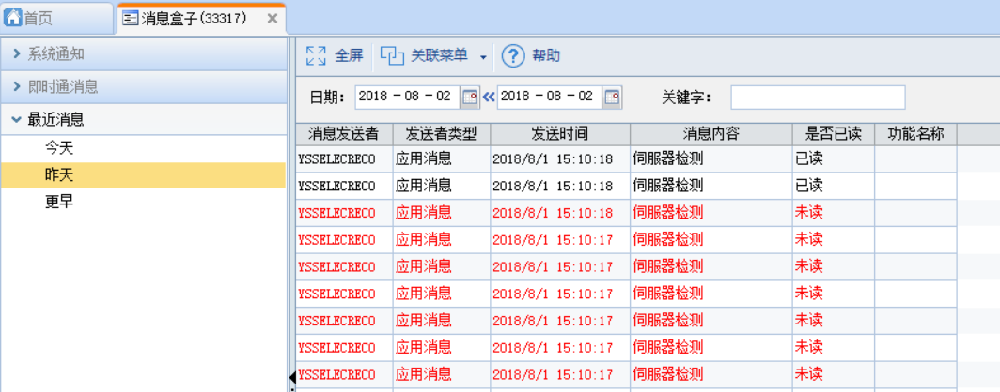 首页 消息盒子(33317)
系统通知
即时通消息
最近消息
今天
昨天
更早
全屏 关联菜单 帮助
日期: 2018-08-02 2018-08-02 关键字:
消息发送者 发送者类型 发送时间 消息内容 是否已读 功能名称
YSSELECRECO 应用消息 2018/8/1 15:10:18 伺服器检测 已读
YSSELECRECO 应用消息 2018/8/1 15:10:18 伺服器检测 已读
YSSELECRECO 应用消息 2018/8/1 15:10:18 伺服器检测 未读
YSSELECRECO 应用消息 2018/8/1 15:10:17 伺服器检测 未读
YSSELECRECO 应用消息 2018/8/1 15:10:17 伺服器检测 未读
YSSELECRECO 应用消息 2018/8/1 15:10:17 伺服器检测 未读
YSSELECRECO 应用消息 2018/8/1 15:10:17 伺服器检测 未读
YSSELECRECO 应用消息 2018/8/1 15:10:17 伺服器检测 未读
YSSELECRECO 应用消息 2018/8/1 15:10:17 伺服器检测 未读